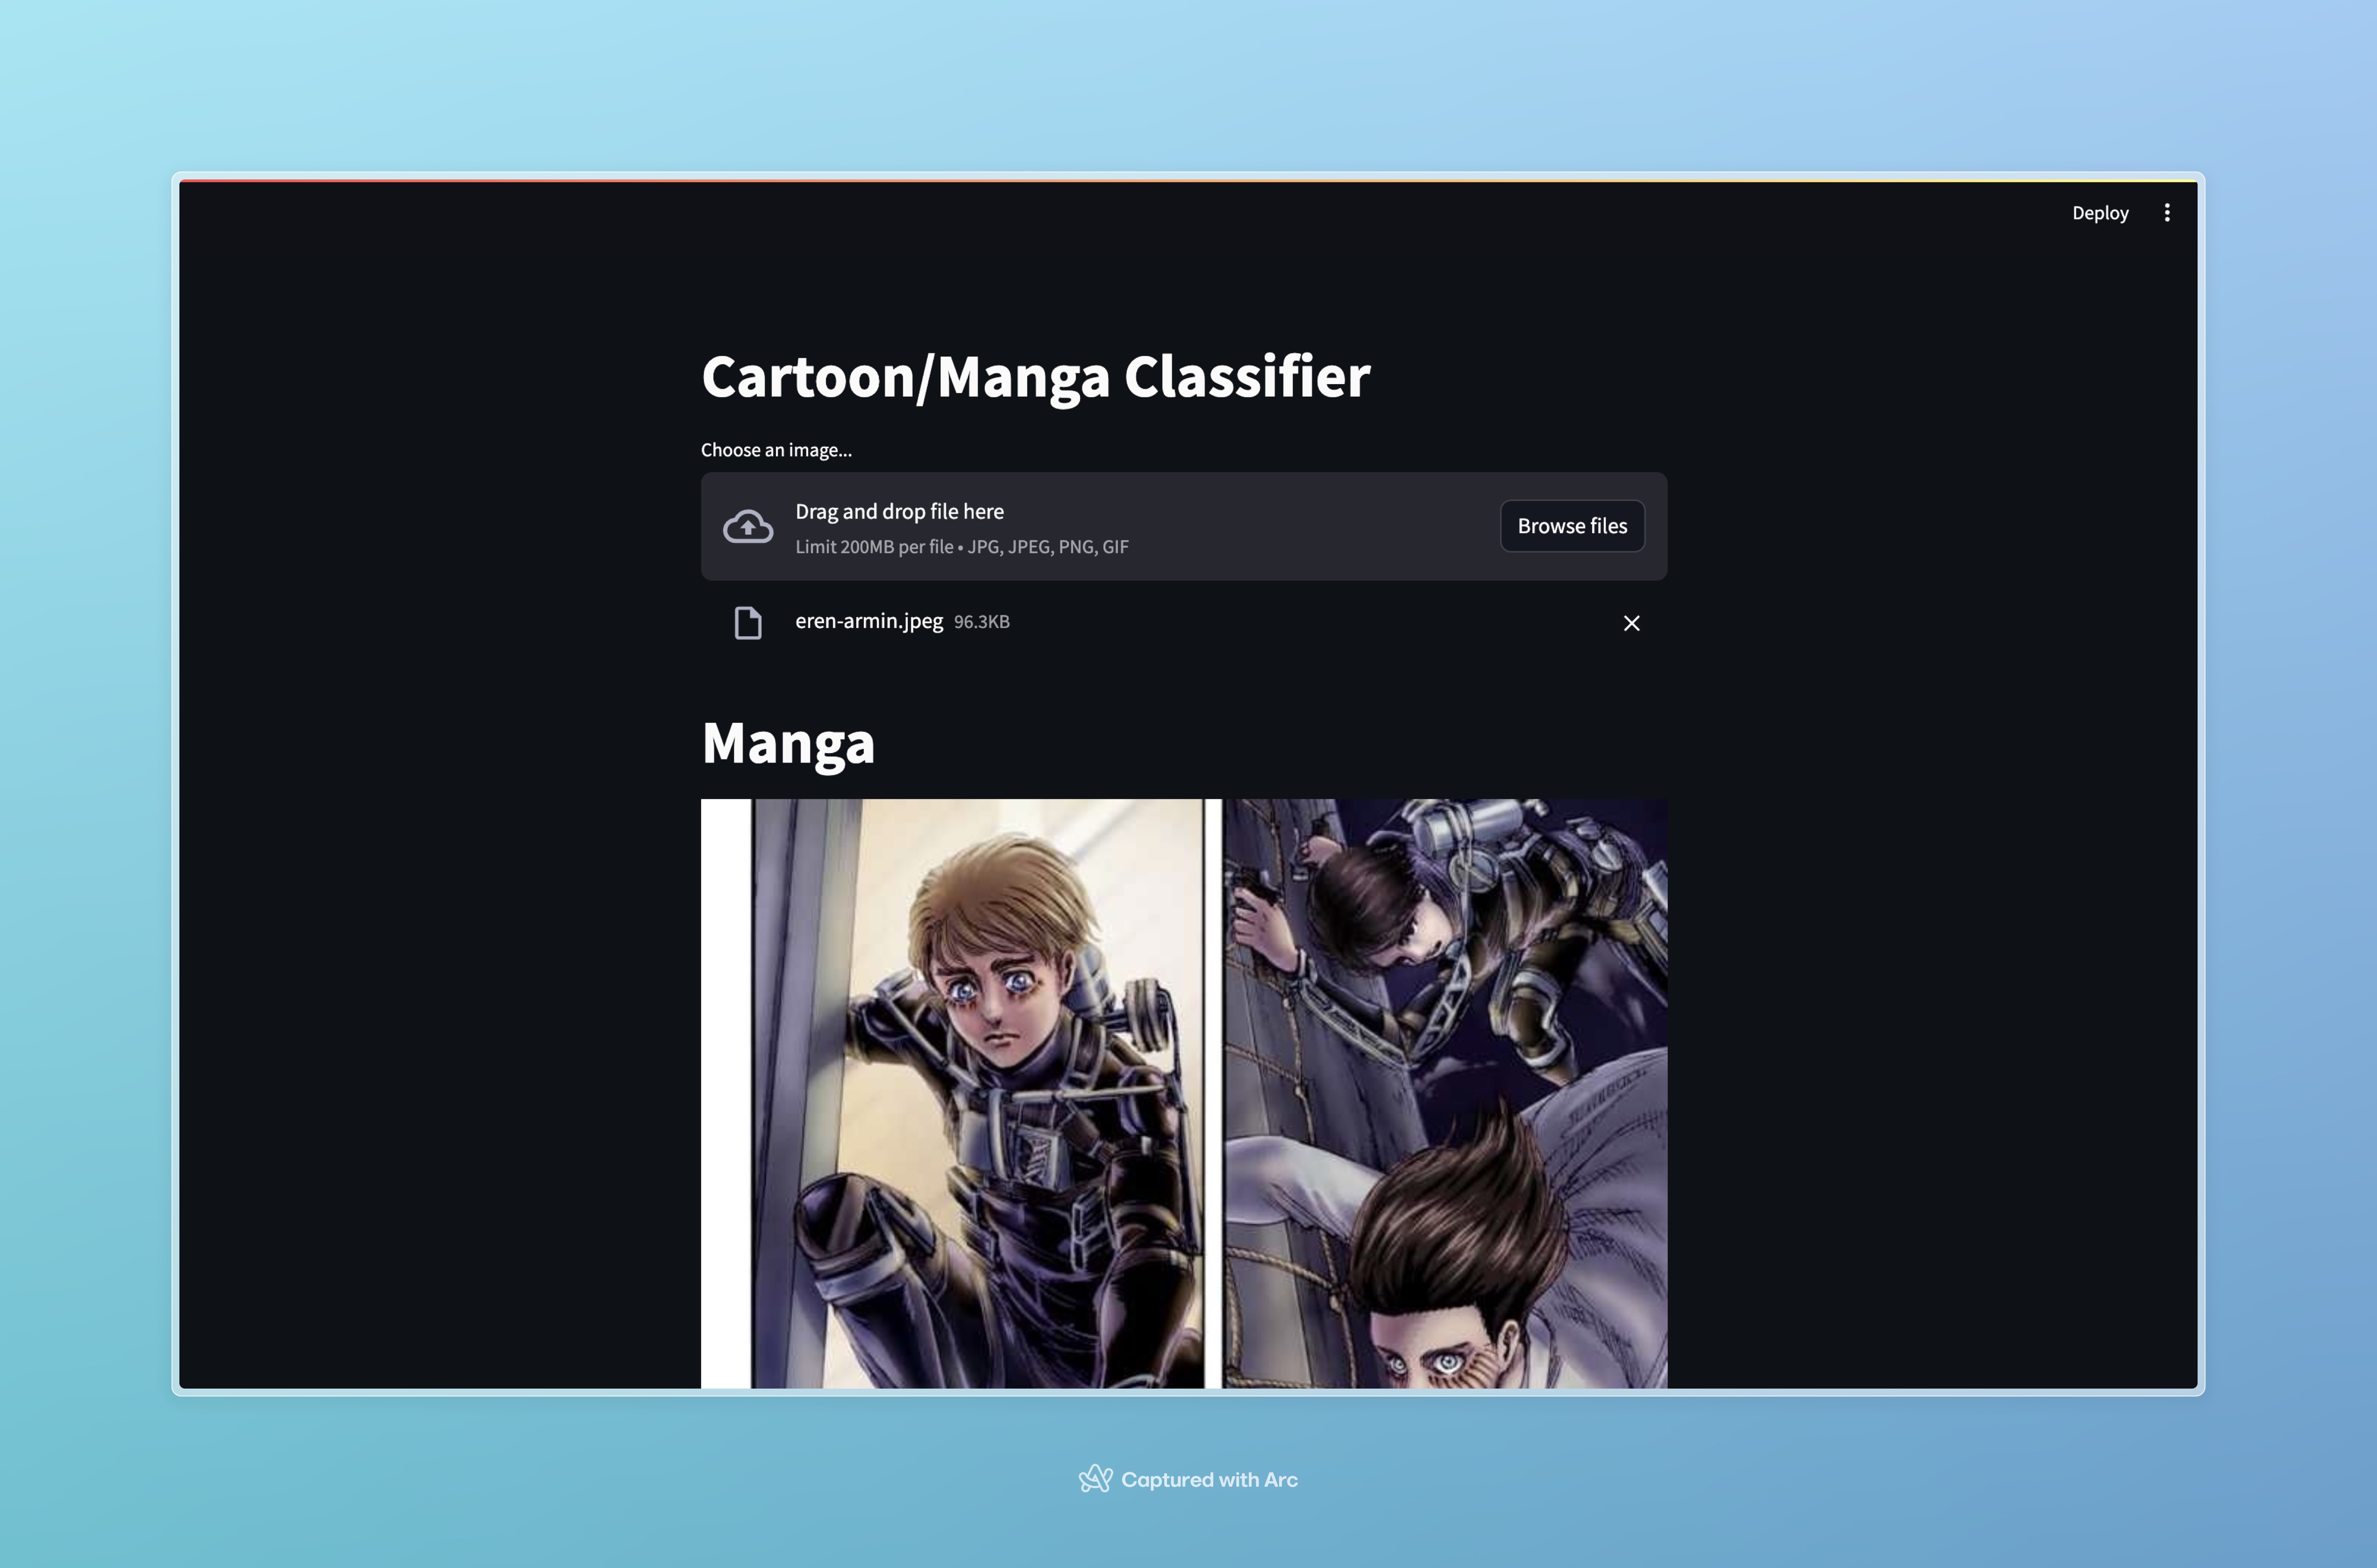 Deploy
Cartoon/Manga Classifier
Choose an image...
Drag and drop file here
Limit 200MB per file • JPG, JPEG, PNG, GIF
Browse files
eren-armin.jpeg 96.3KB
Manga
Captured with Arc